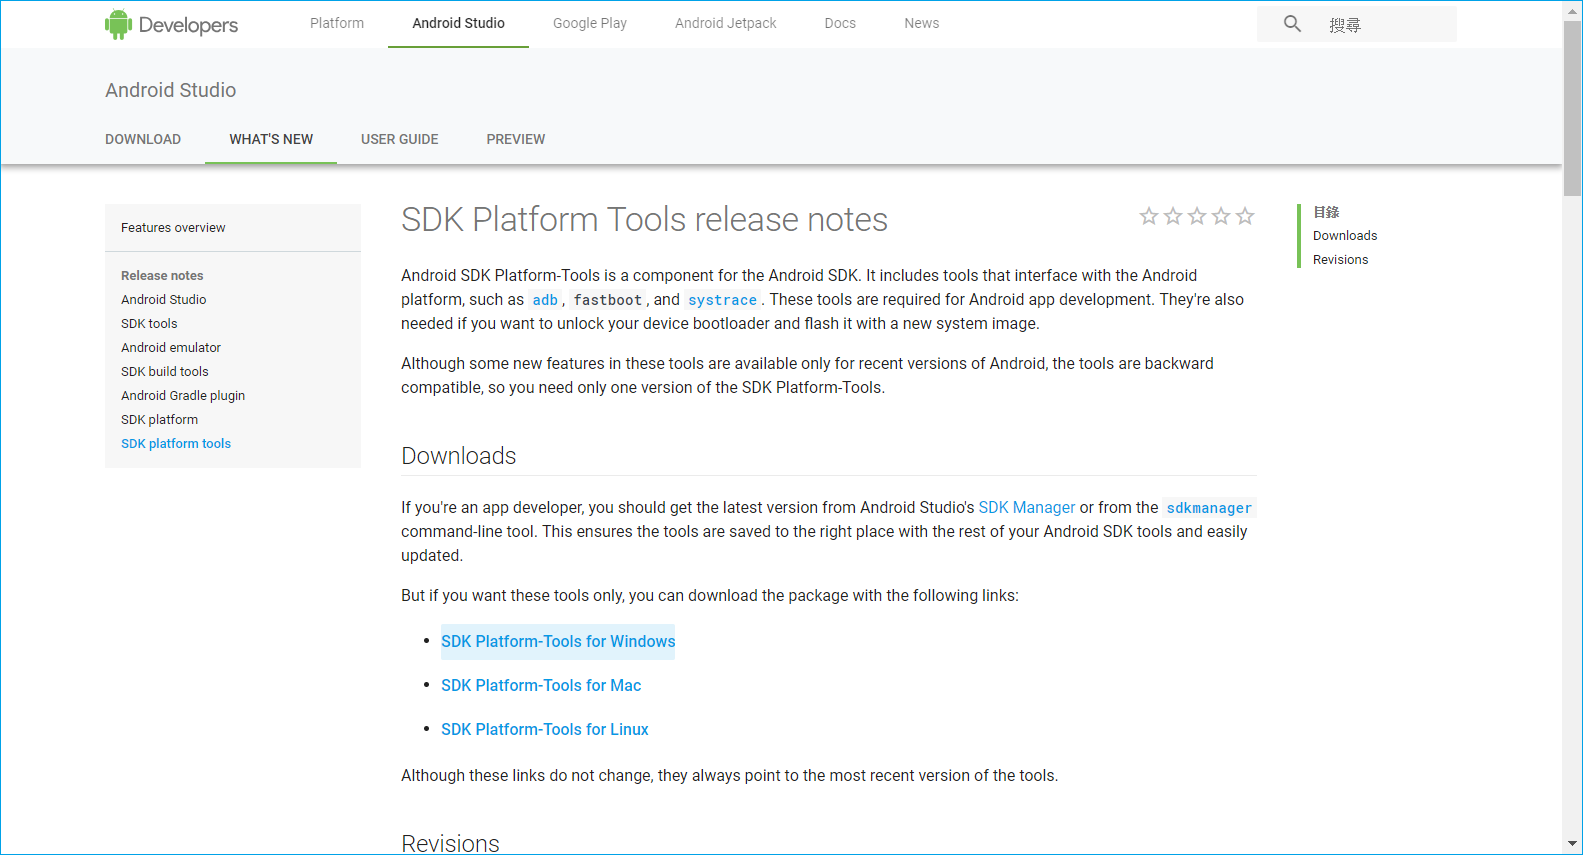 Developers
Platform
Android Studio
Google Play
Android Jetpack
Docs
News
搜尋
Android Studio
DOWNLOAD
WHAT'S NEW
USER GUIDE
PREVIEW
Features overview
Release notes
Android Studio
SDK tools
Android emulator
SDK build tools
Android Gradle plugin
SDK platform
SDK platform tools
SDK Platform Tools release notes
Android SDK Platform-Tools is a component for the Android SDK. It includes tools that interface with the Android
platform, such as adb, fastboot, and systrace. These tools are required for Android app development. They're also
needed if you want to unlock your device bootloader and flash it with a new system image.
Although some new features in these tools are available only for recent versions of Android, the tools are backward
compatible, so you need only one version of the SDK Platform-Tools.
Downloads
If you're an app developer, you should get the latest version from Android Studio's SDK Manager or from the sdkmanager
command-line tool. This ensures the tools are saved to the right place with the rest of your Android SDK tools and easily
updated.
But if you want these tools only, you can download the package with the following links:
• SDK Platform-Tools for Windows
• SDK Platform-Tools for Mac
• SDK Platform-Tools for Linux
Although these links do not change, they always point to the most recent version of the tools.
Revisions
目錄
Downloads
Revisions